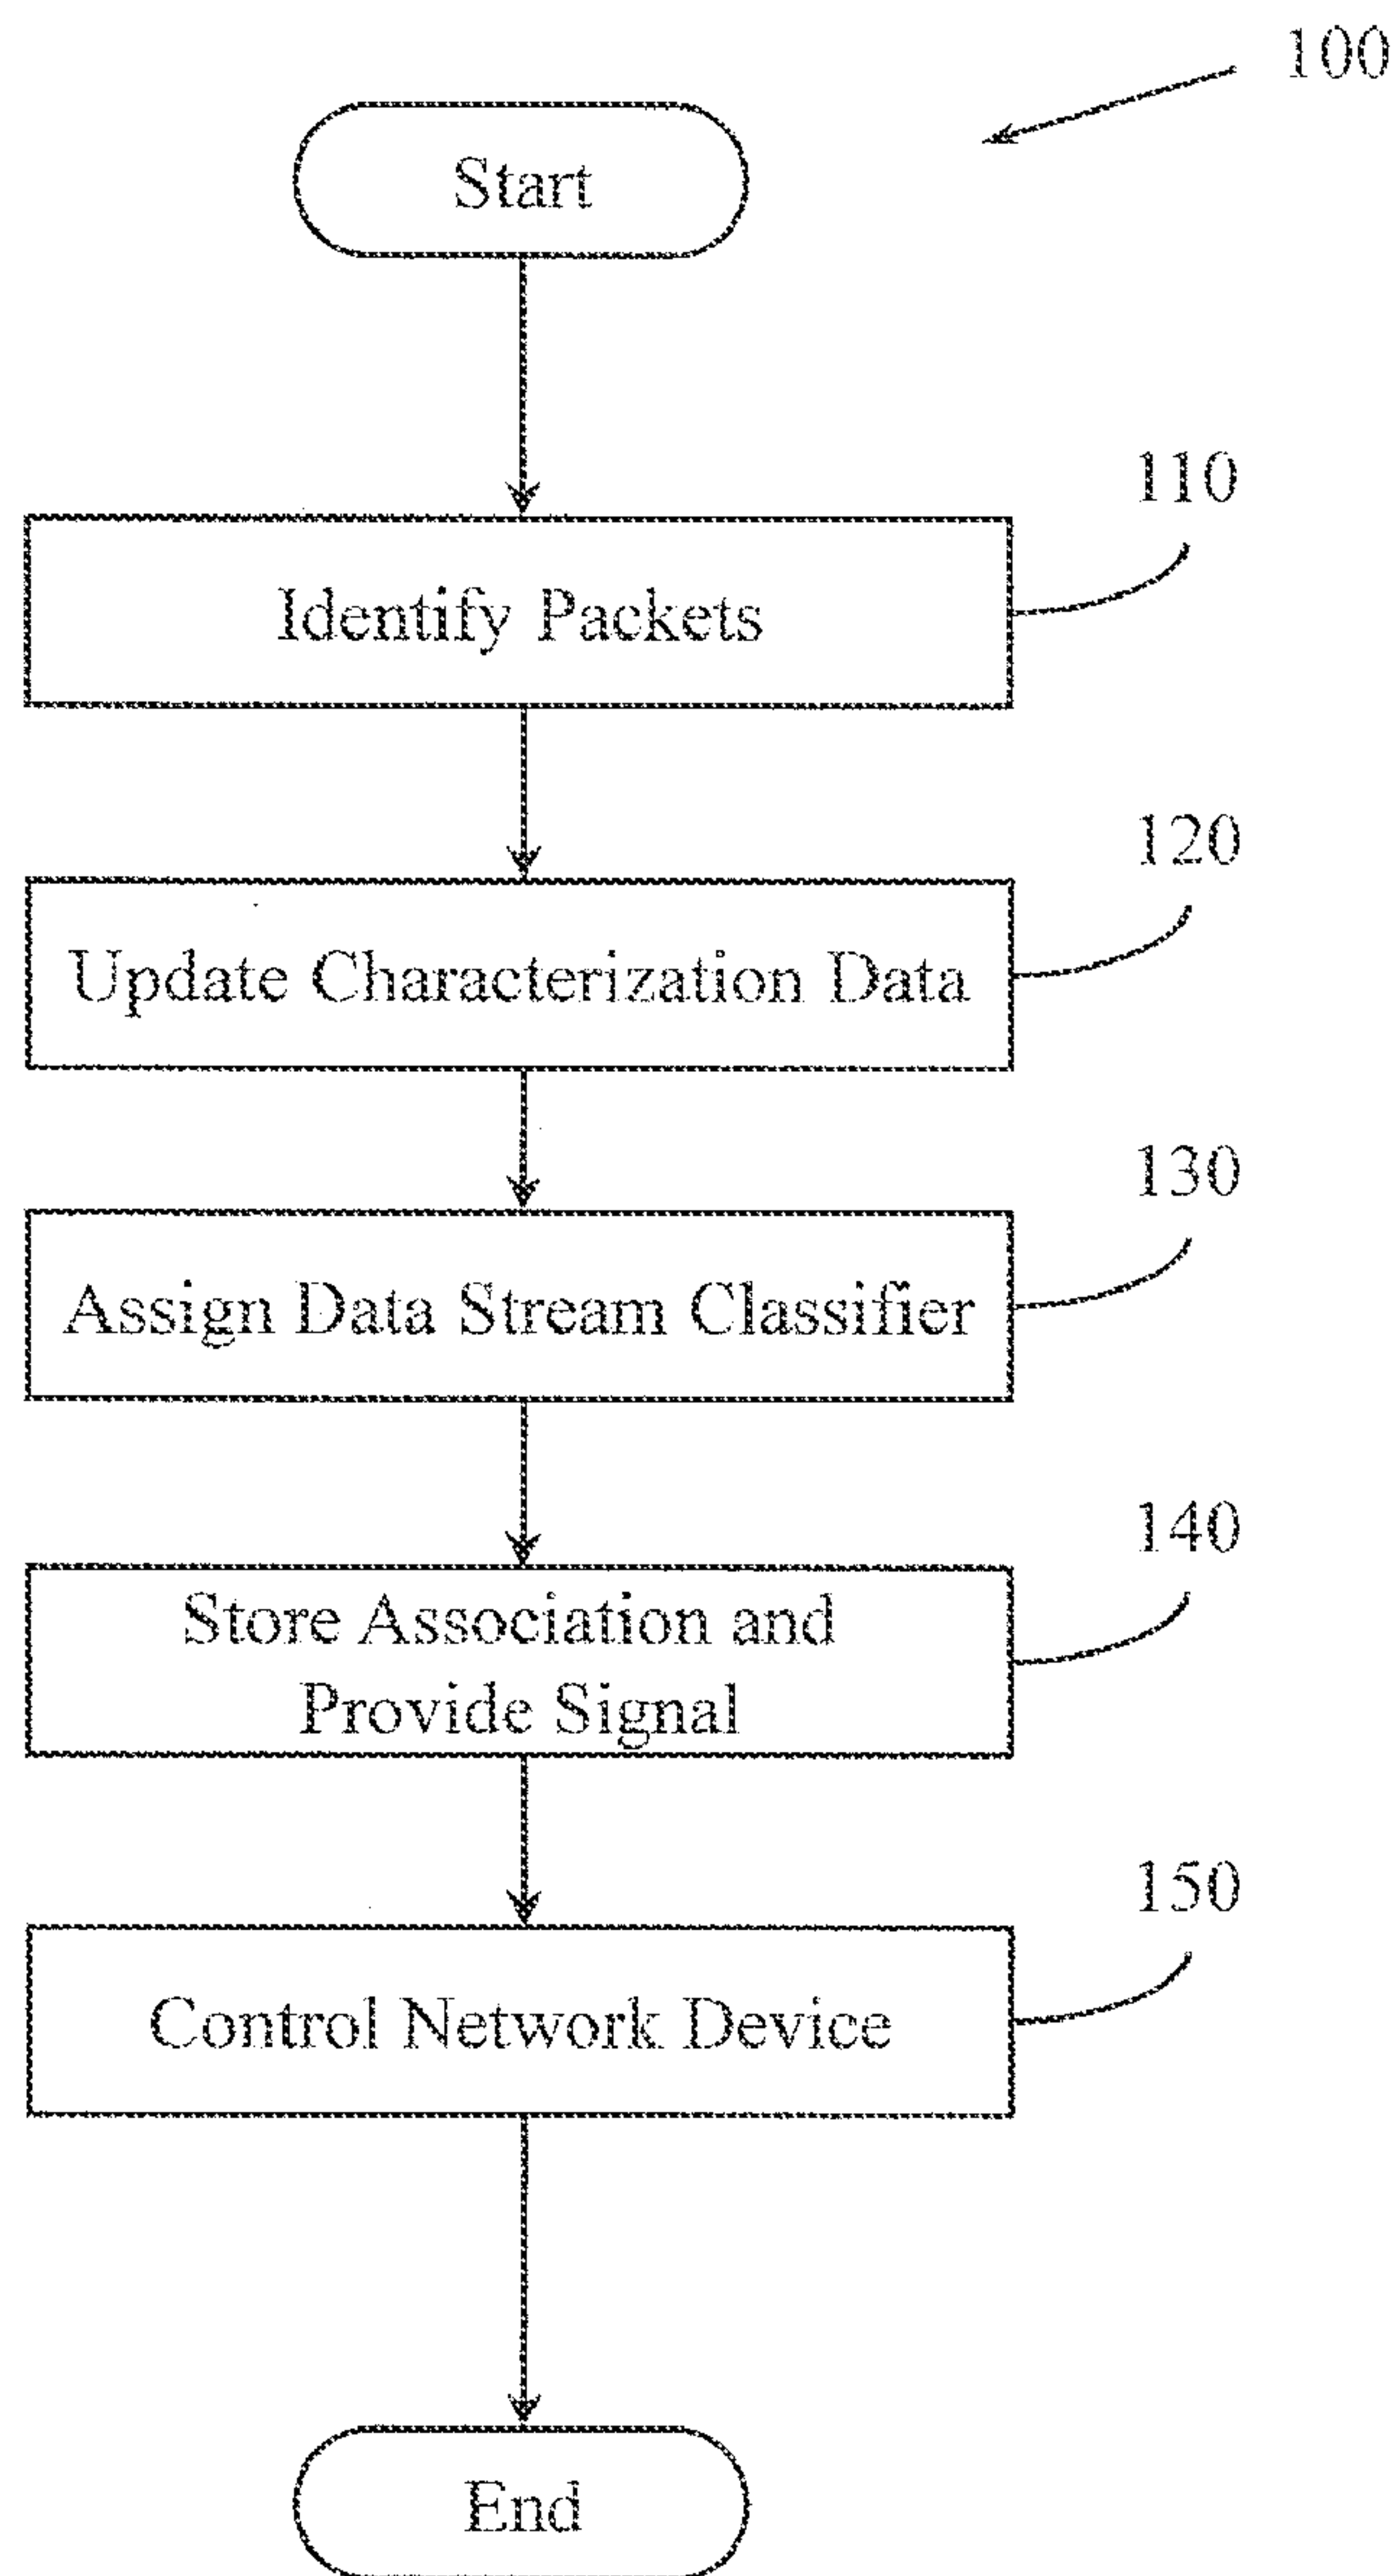 100
Start
110
Identify Packets
120
Update Characterization Data
130
Assign Data Stream Classifier
140
Store Association and
Provide Signal
150
Control Network Device
End